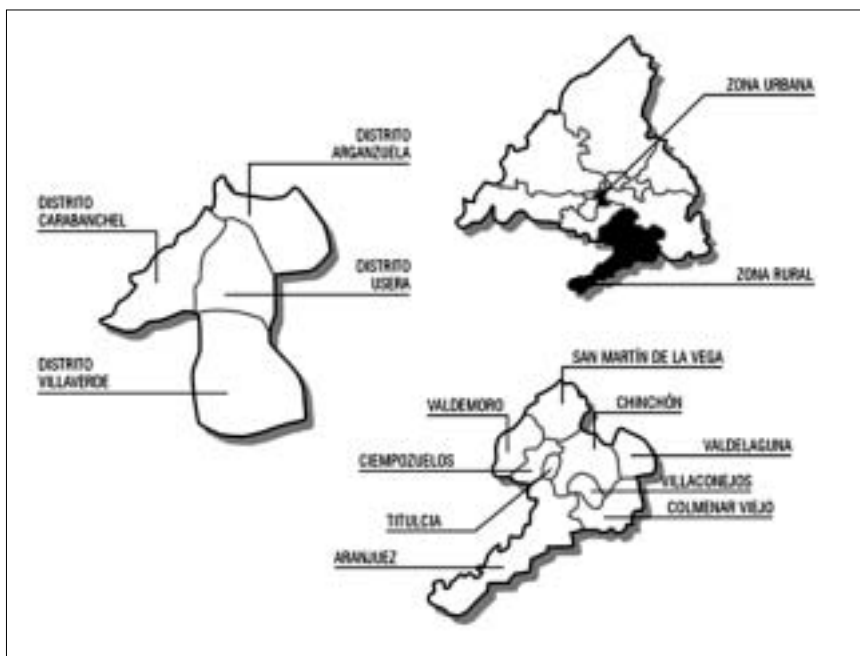 DISTRITO
ARGANZUELA
DISTRITO
CARABANCHEL
DISTRITO
USERA
DISTRITO
VILLAVERDE
ZONA URBANA
ZONA RURAL
SAN MARTÍN DE LA VEGA
VALDEMORO
CHINCHÓN
CIEMPOZUELOS
VALDELAGUNA
VILLACONEJOS
TITULCIA
COLMENAR VIEJO
ARANJUEZ